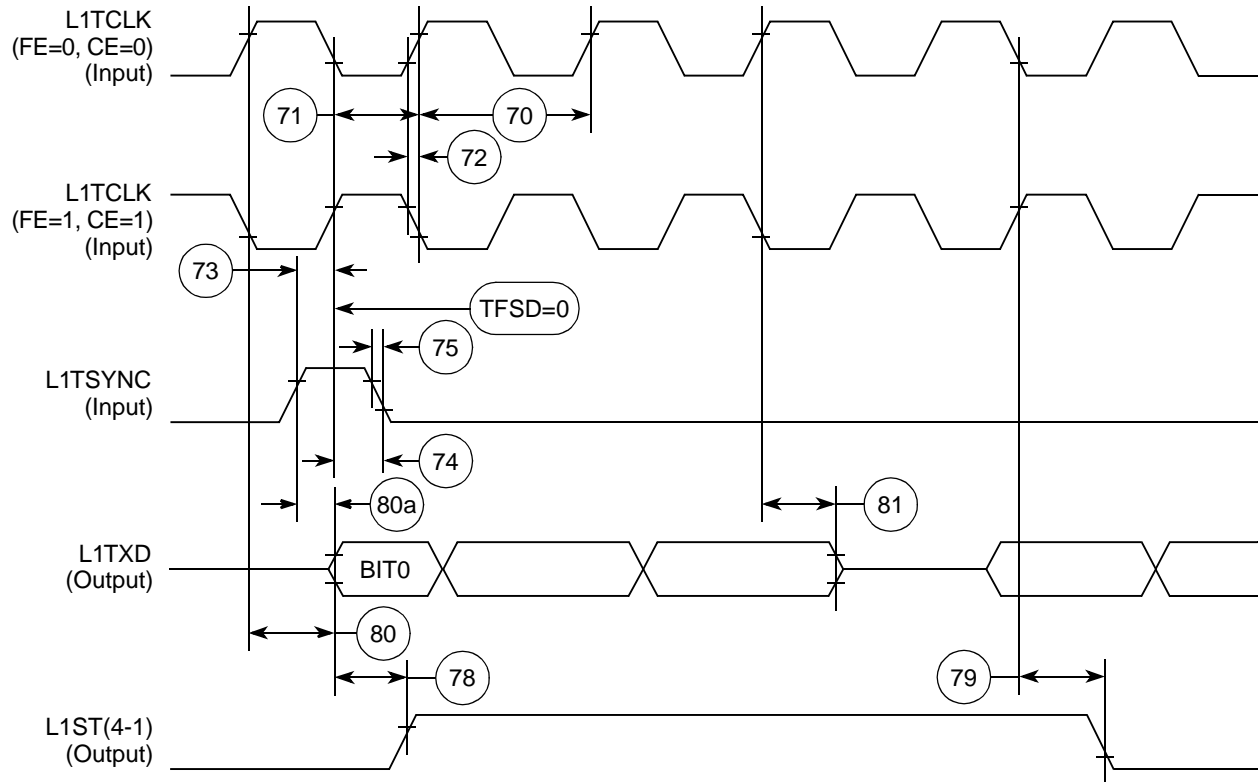 L1TCLK
(FE=0, CE=0)
(Input)
71
70
72
L1TCLK
(FE=1, CE=1)
(Input)
73
TFSD=0
75
L1TSYNC
(Input)
74
80a
81
L1TXD
(Output)
BIT0
80
78
79
L1ST(4-1)
(Output)